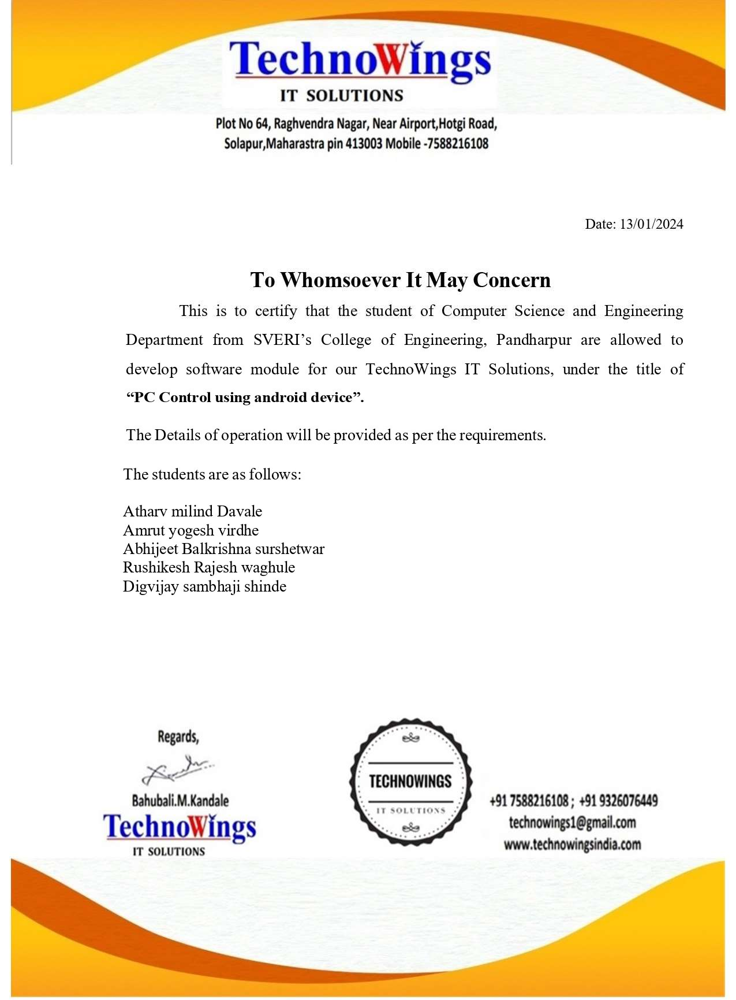 TechnoWings
IT SOLUTIONS
Plot No 64, Raghvendra Nagar, Near Airport,Hotgi Road,
Solapur,Maharastra pin 413003 Mobile -7588216108
Date: 13/01/2024
To Whomsoever It May Concern
This is to certify that the student of Computer Science and Engineering
Department from SVERI’s College of Engineering, Pandharpur are allowed to
develop software module for our TechnoWings IT Solutions, under the title of
“PC Control using android device”.
The Details of operation will be provided as per the requirements.
The students are as follows:
Atharv milind Davale
Amrut yogesh virdhe
Abhijeet Balkrishna surshetwar
Rushikesh Rajesh waghule
Digvijay sambhaji shinde
Regards,
Bahubali.M.Kandale
TechnoWings
IT SOLUTIONS
TECHNOWINGS
IT SOLUTIONS
+91 7588216108 ; +91 9326076449
technowings1@gmail.com
www.technowingsindia.com